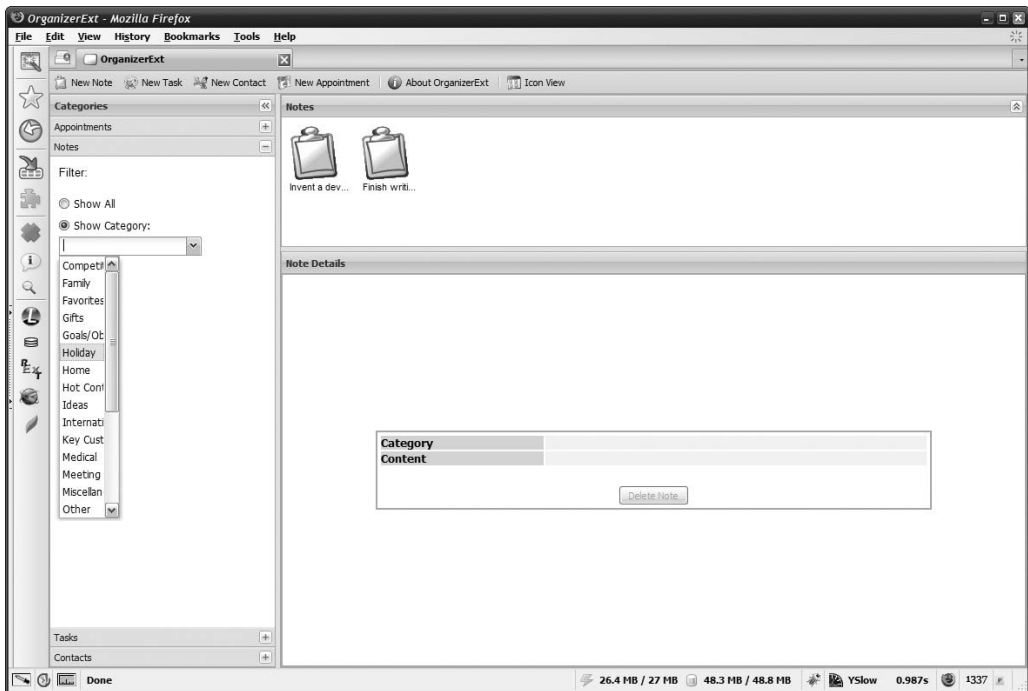 OrganizerExt - Mozilla Firefox
File Edit View History Bookmarks Tools Help
OrganizerExt
New Note New Task New Contact New Appointment About OrganizerExt Icon View
Categories
Appointments
Notes
Filter:
Show All
Show Category:
Competit
Family
Favorites
Gifts
Goals/Ob
Holiday
Home
Hot Cont
Ideas
Internati
Key Cust
Medical
Meeting
Miscellan
Other
Tasks
Contacts
Notes
Invent a dev... Finish writi...
Note Details
Category
Content
Delete Note
Done 26.4 MB / 27 MB 48.3 MB / 48.8 MB YSlow 0.987s 1337